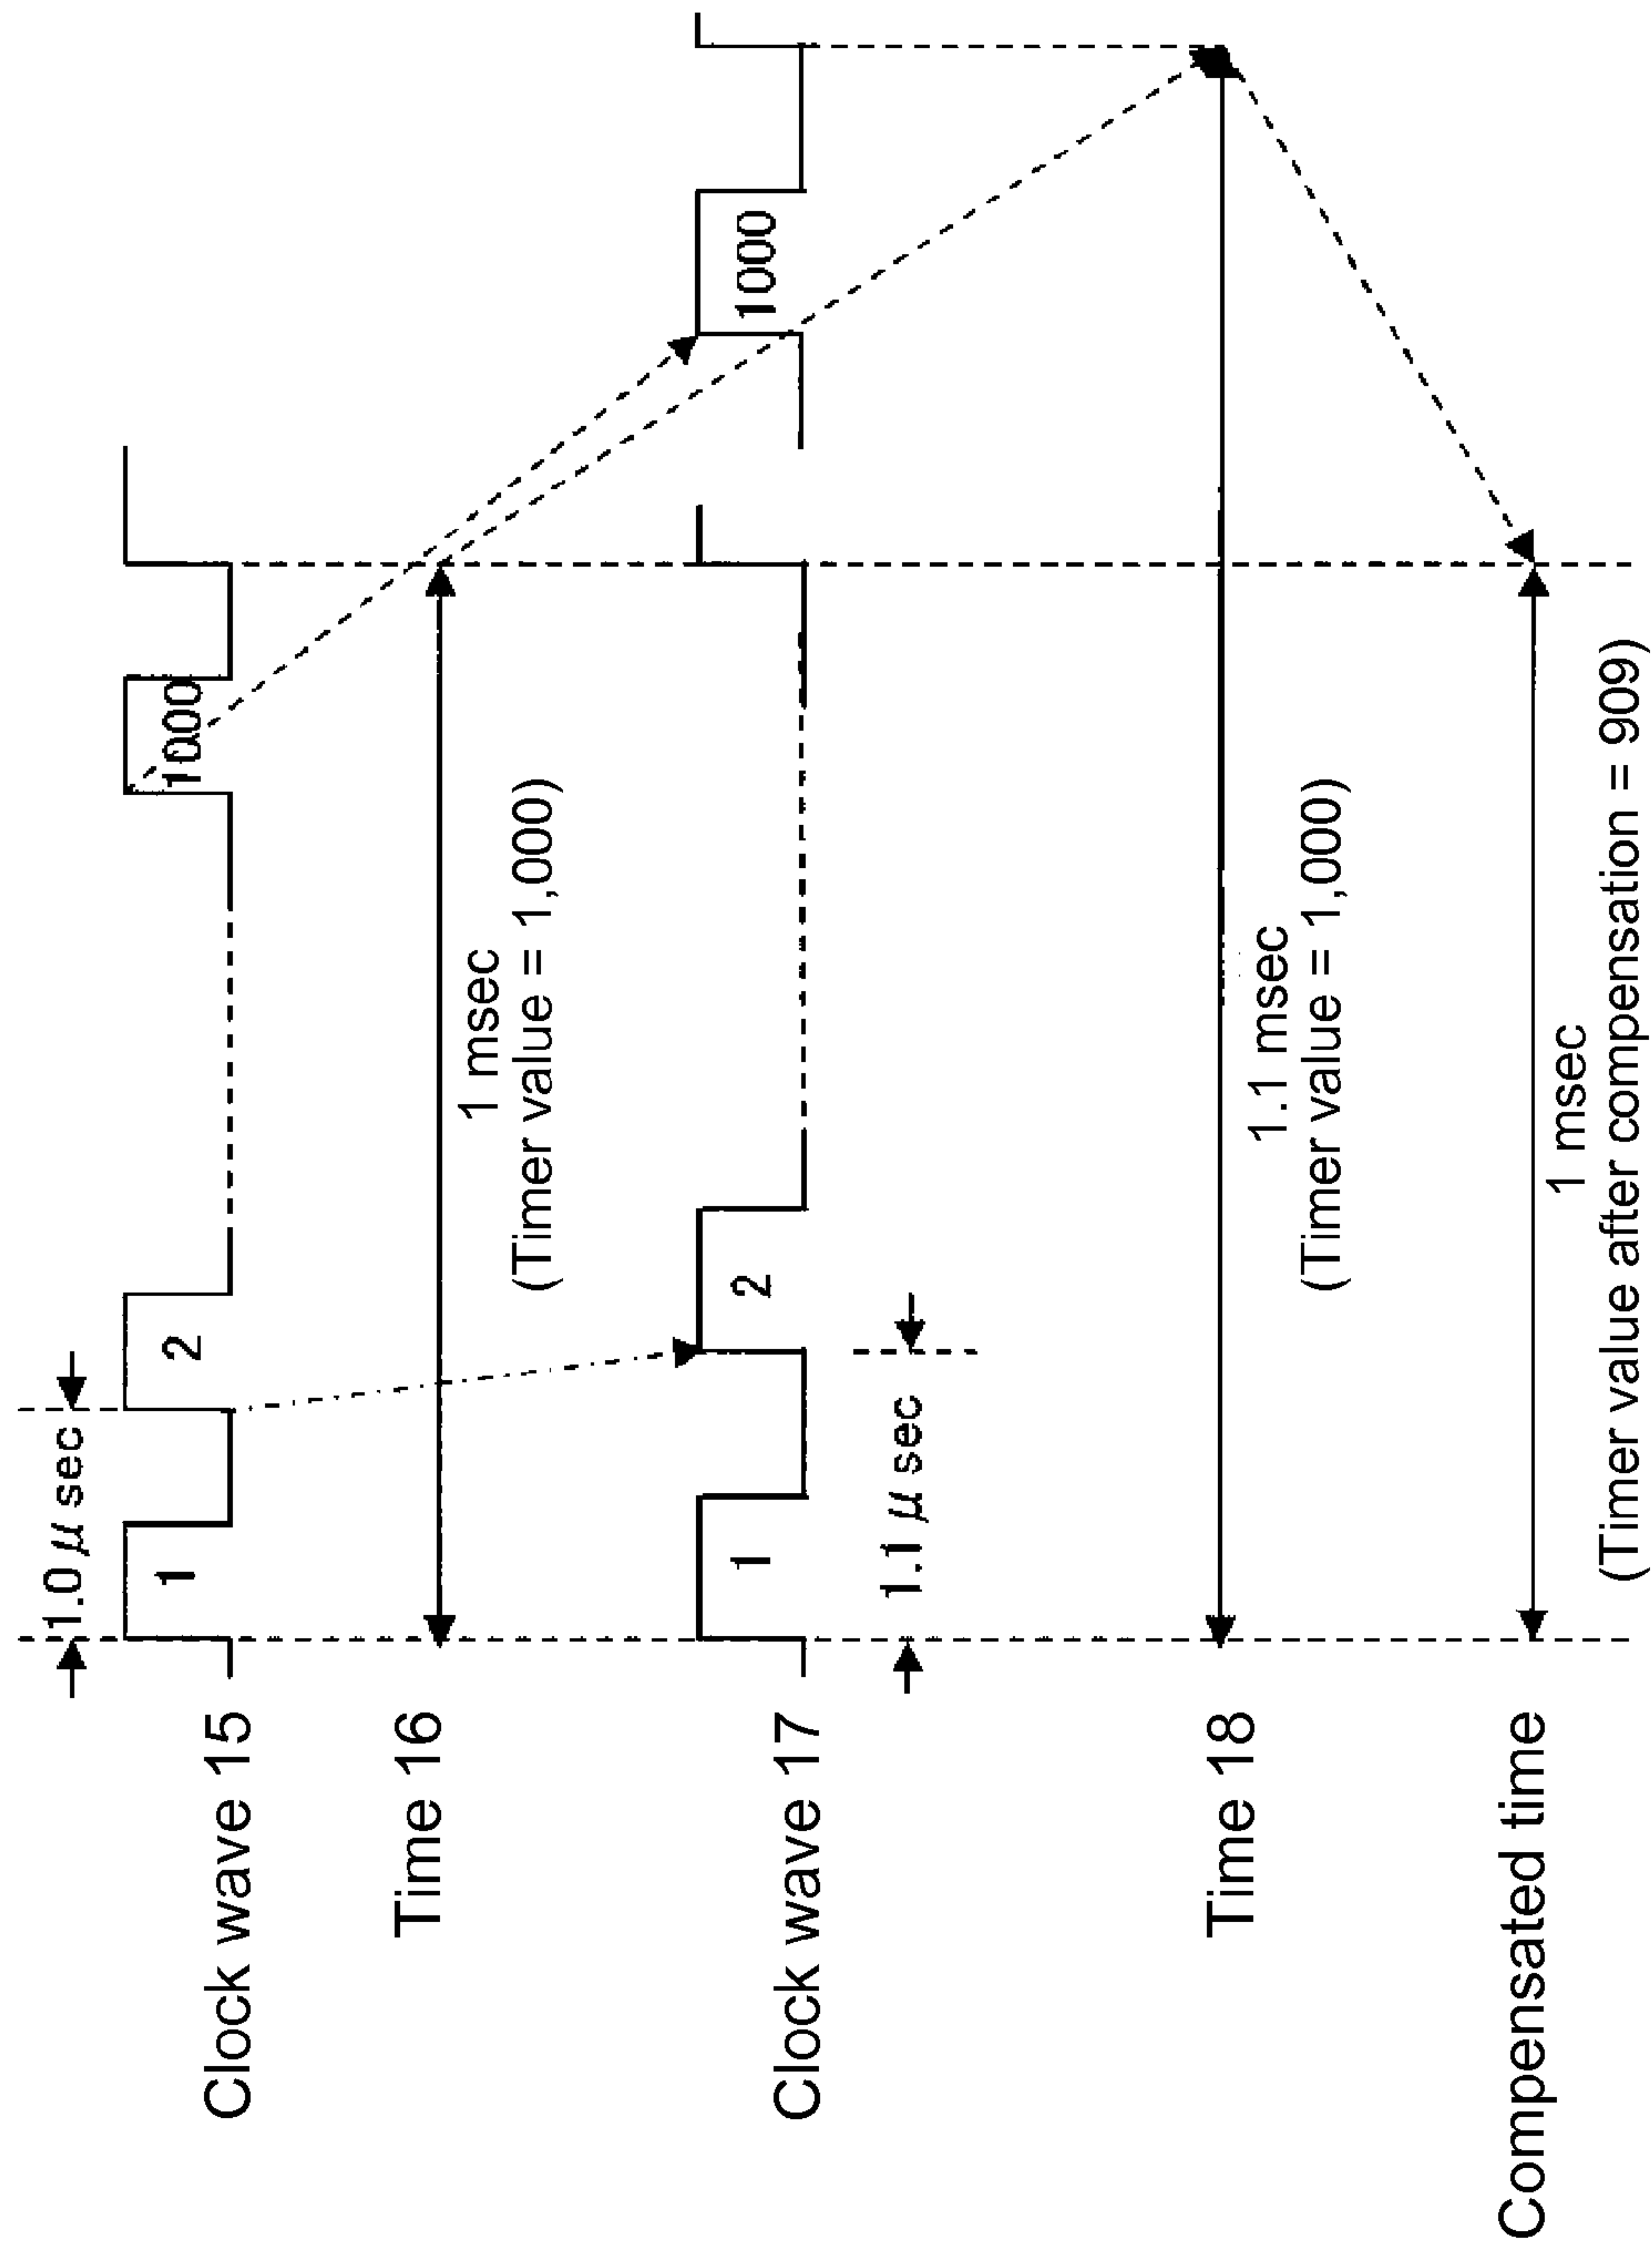 1.0 μ sec
Clock wave 15
1
2
1000
Time 16
1 msec
(Timer value = 1,000)
Clock wave 17
1
2
1000
1.1 μ sec
Time 18
1.1 msec
(Timer value = 1,000)
Compensated time
1 msec
(Timer value after compensation = 909)